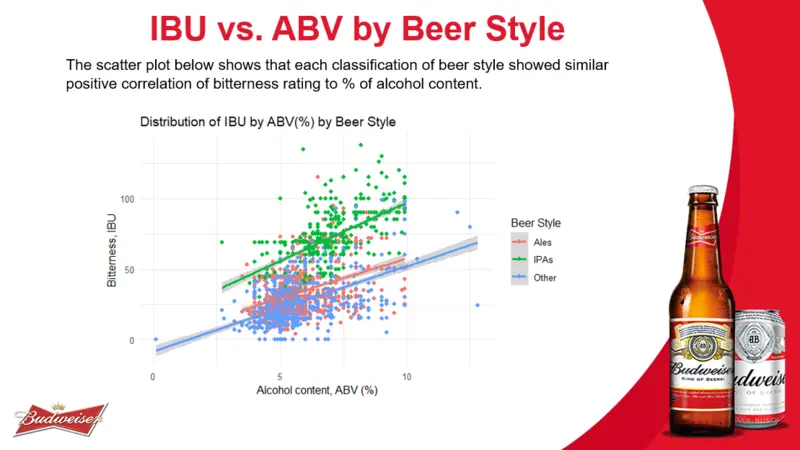 IBU vs. ABV by Beer Style
The scatter plot below shows that each classification of beer style showed similar
positive correlation of bitterness rating to % of alcohol content.
Distribution of IBU by ABV(%) by Beer Style
Bitterness, IBU
100
50
0
0
5
10
Alcohol content, ABV (%)
Beer Style
Ales
IPAs
Other
Budweiser
Budweiser
Budweiser
KING OF BEERS
udweis